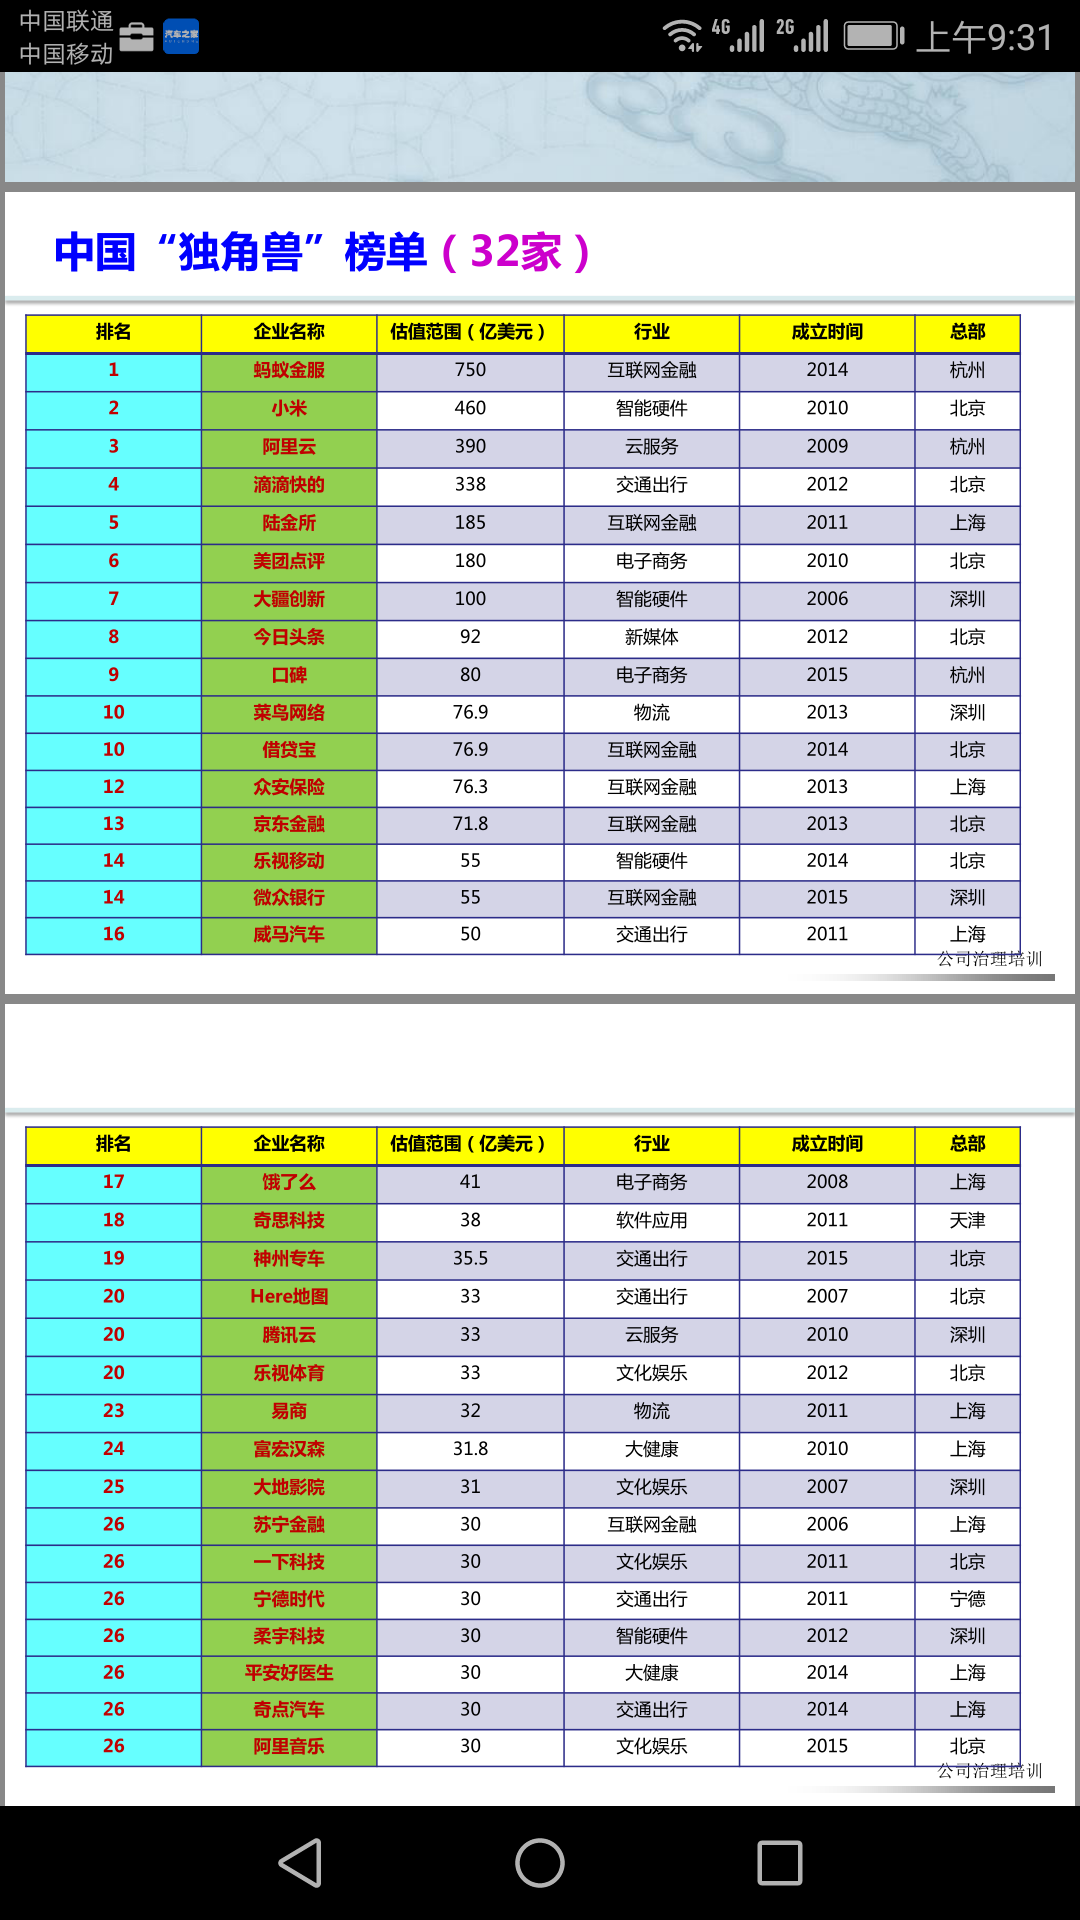 中国联通
中国移动
汽车之家
4G
2G
上午9:31
中国“独角兽”榜单（32家）
排名 企业名称 估值范围（亿美元） 行业 成立时间 总部
1 蚂蚁金服 750 互联网金融 2014 杭州
2 小米 460 智能硬件 2010 北京
3 阿里云 390 云服务 2009 杭州
4 滴滴快的 338 交通出行 2012 北京
5 陆金所 185 互联网金融 2011 上海
6 美团点评 180 电子商务 2010 北京
7 大疆创新 100 智能硬件 2006 深圳
8 今日头条 92 新媒体 2012 北京
9 口碑 80 电子商务 2015 杭州
10 菜鸟网络 76.9 物流 2013 深圳
10 借贷宝 76.9 互联网金融 2014 北京
12 众安保险 76.3 互联网金融 2013 上海
13 京东金融 71.8 互联网金融 2013 北京
14 乐视移动 55 智能硬件 2014 北京
14 微众银行 55 互联网金融 2015 深圳
16 威马汽车 50 交通出行 2011 上海
公司治理培训
排名 企业名称 估值范围（亿美元） 行业 成立时间 总部
17 饿了么 41 电子商务 2008 上海
18 奇思科技 38 软件应用 2011 天津
19 神州专车 35.5 交通出行 2015 北京
20 Here地图 33 交通出行 2007 北京
20 腾讯云 33 云服务 2010 深圳
20 乐视体育 33 文化娱乐 2012 北京
23 易商 32 物流 2011 上海
24 富宏汉森 31.8 大健康 2010 上海
25 大地影院 31 文化娱乐 2007 深圳
26 苏宁金融 30 互联网金融 2006 上海
26 一下科技 30 文化娱乐 2011 北京
26 宁德时代 30 交通出行 2011 宁德
26 柔宇科技 30 智能硬件 2012 深圳
26 平安好医生 30 大健康 2014 上海
26 奇点汽车 30 交通出行 2014 上海
26 阿里音乐 30 文化娱乐 2015 北京
公司治理培训